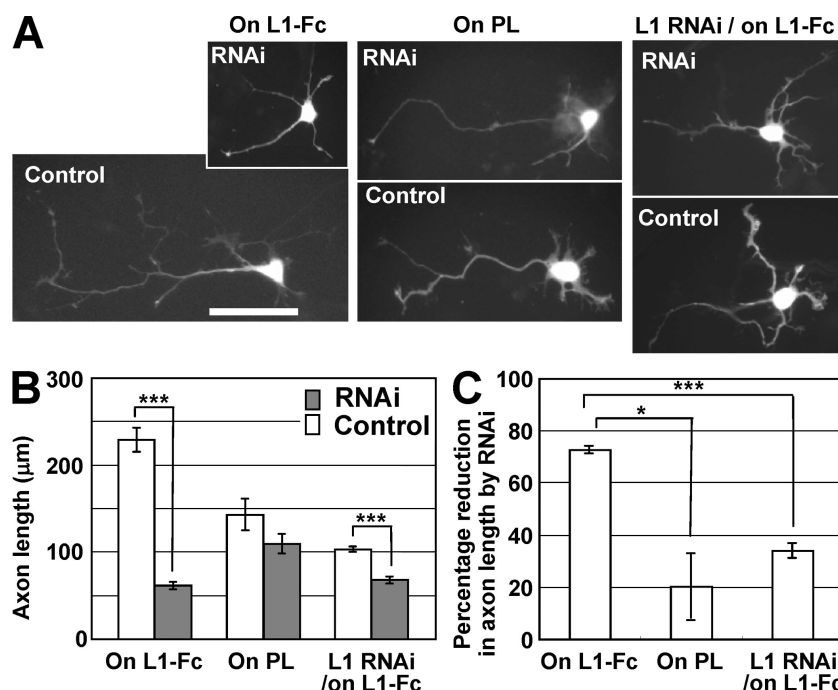 A
On L1-Fc
On PL
L1 RNAi / on L1-Fc
RNAi
RNAi
RNAi
Control
Control
Control
B
300
200
100
0
Axon length (μm)
***
***
RNAi
Control
On L1-Fc
On PL
L1 RNAi
/on L1-Fc
C
100
80
60
40
20
0
Percentage reduction
in axon length by RNAi
***
*
On L1-Fc
On PL
L1 RNAi
/on L1-Fc